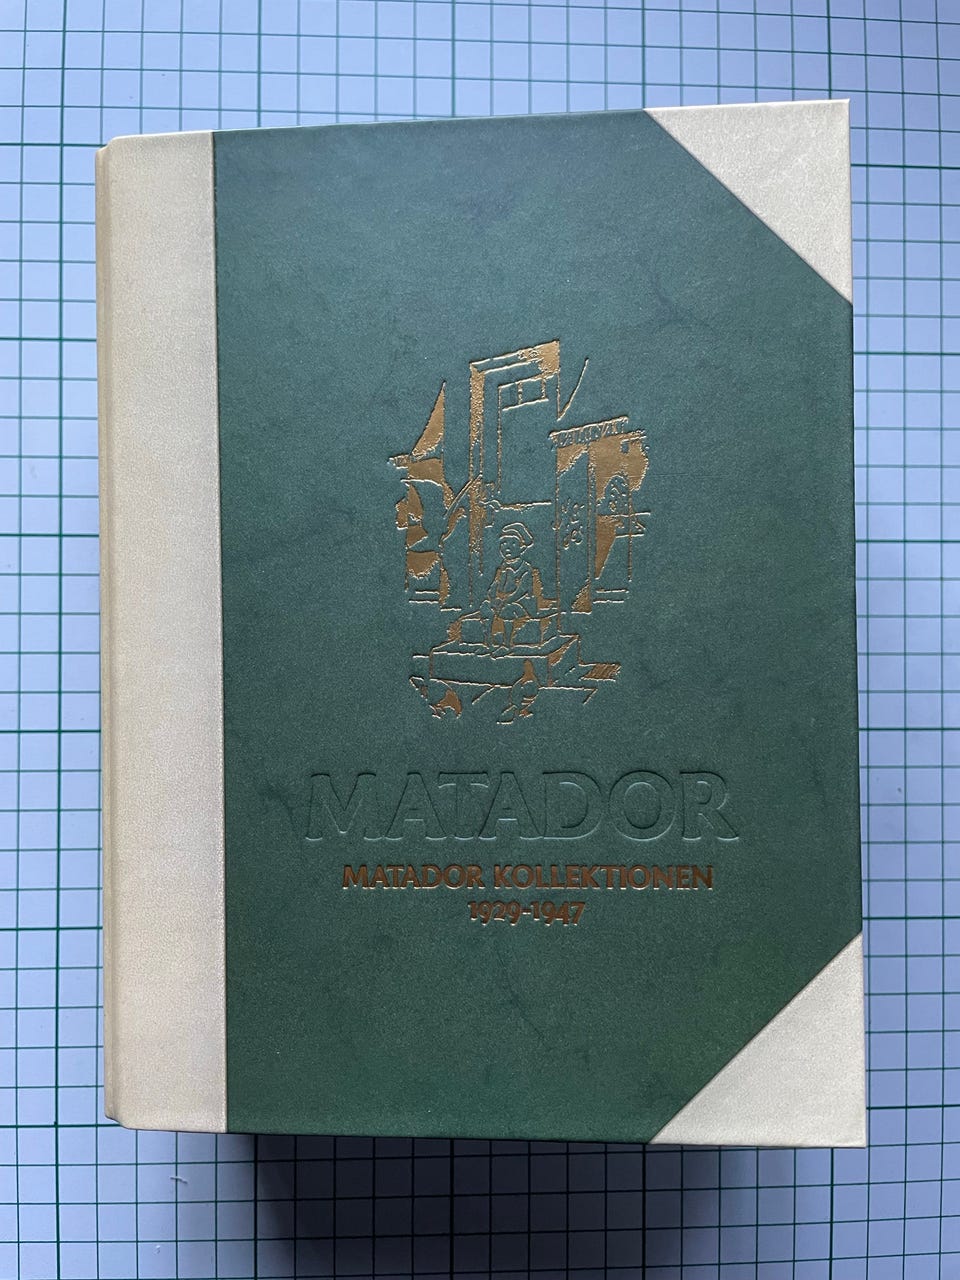 MATADOR
MATADOR KOLLEKTIONEN
1929-1947